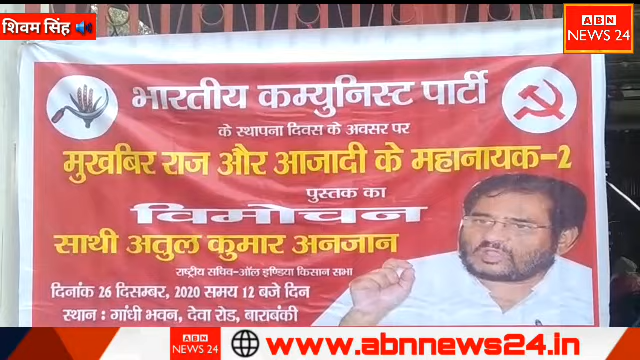 शिवम सिंह
ABN
NEWS 24
भारतीय कम्युनिस्ट पार्टी
के स्थापना दिवस के अवसर पर
मुखबिर राज और आजादी के महानायक-2
पुस्तक का
विमोचन
साथी अतुल कुमार अनजान
राष्ट्रीय सचिव-ऑल इण्डिया किसान सभा
दिनांक 26 दिसम्बर, 2020 समय 12 बजे दिन
स्थान : गाँधी भवन, देवा रोड, बाराबंकी
ABN
NEWS 24
www.abnnews24.in